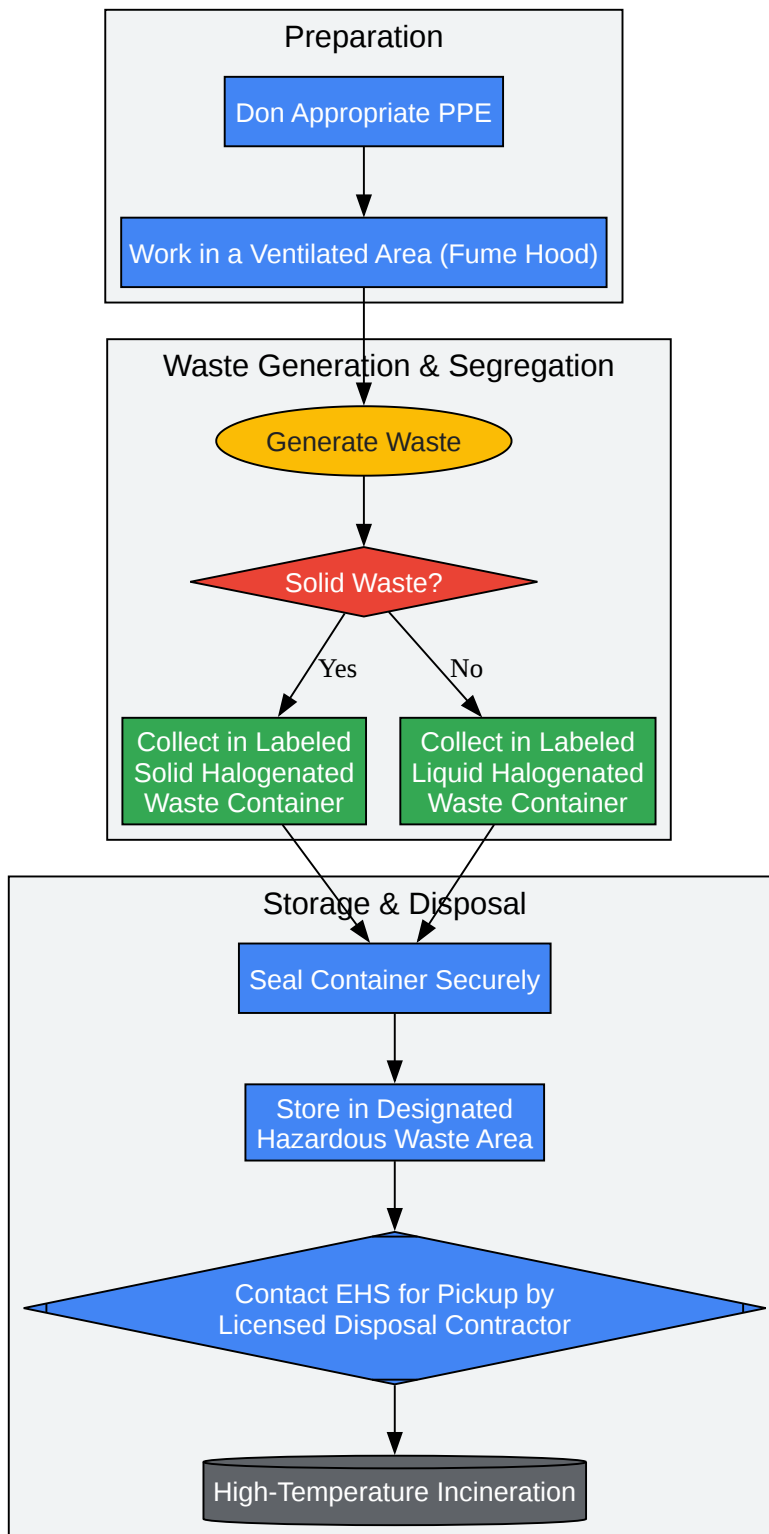 Preparation
Don Appropriate PPE
Work in a Ventilated Area (Fume Hood)
Waste Generation & Segregation
Generate Waste
Solid Waste?
Yes
No
Collect in Labeled
Solid Halogenated
Waste Container
Collect in Labeled
Liquid Halogenated
Waste Container
Storage & Disposal
Seal Container Securely
Store in Designated
Hazardous Waste Area
Contact EHS for Pickup by
Licensed Disposal Contractor
High-Temperature Incineration